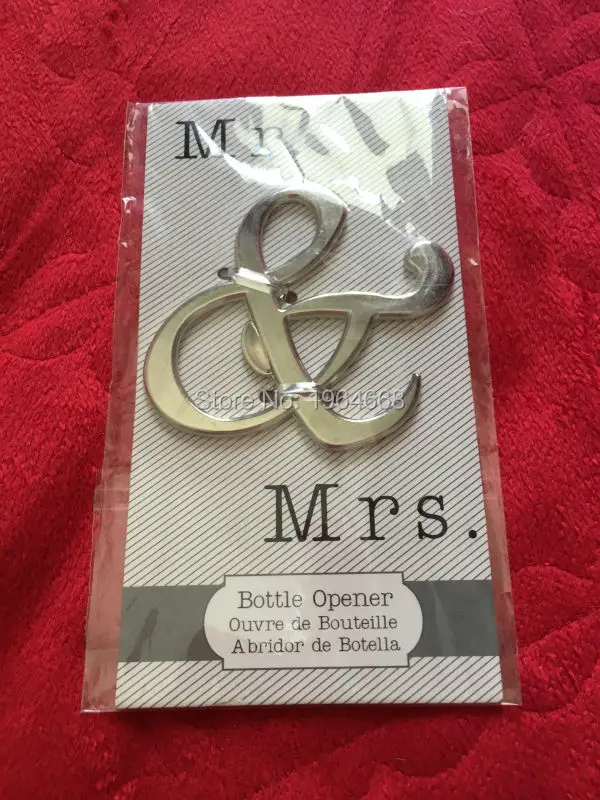 Mr.
&
Store No: 1964668
Mrs.
Bottle Opener
Ouvre de Bouteille
Abridor de Botella